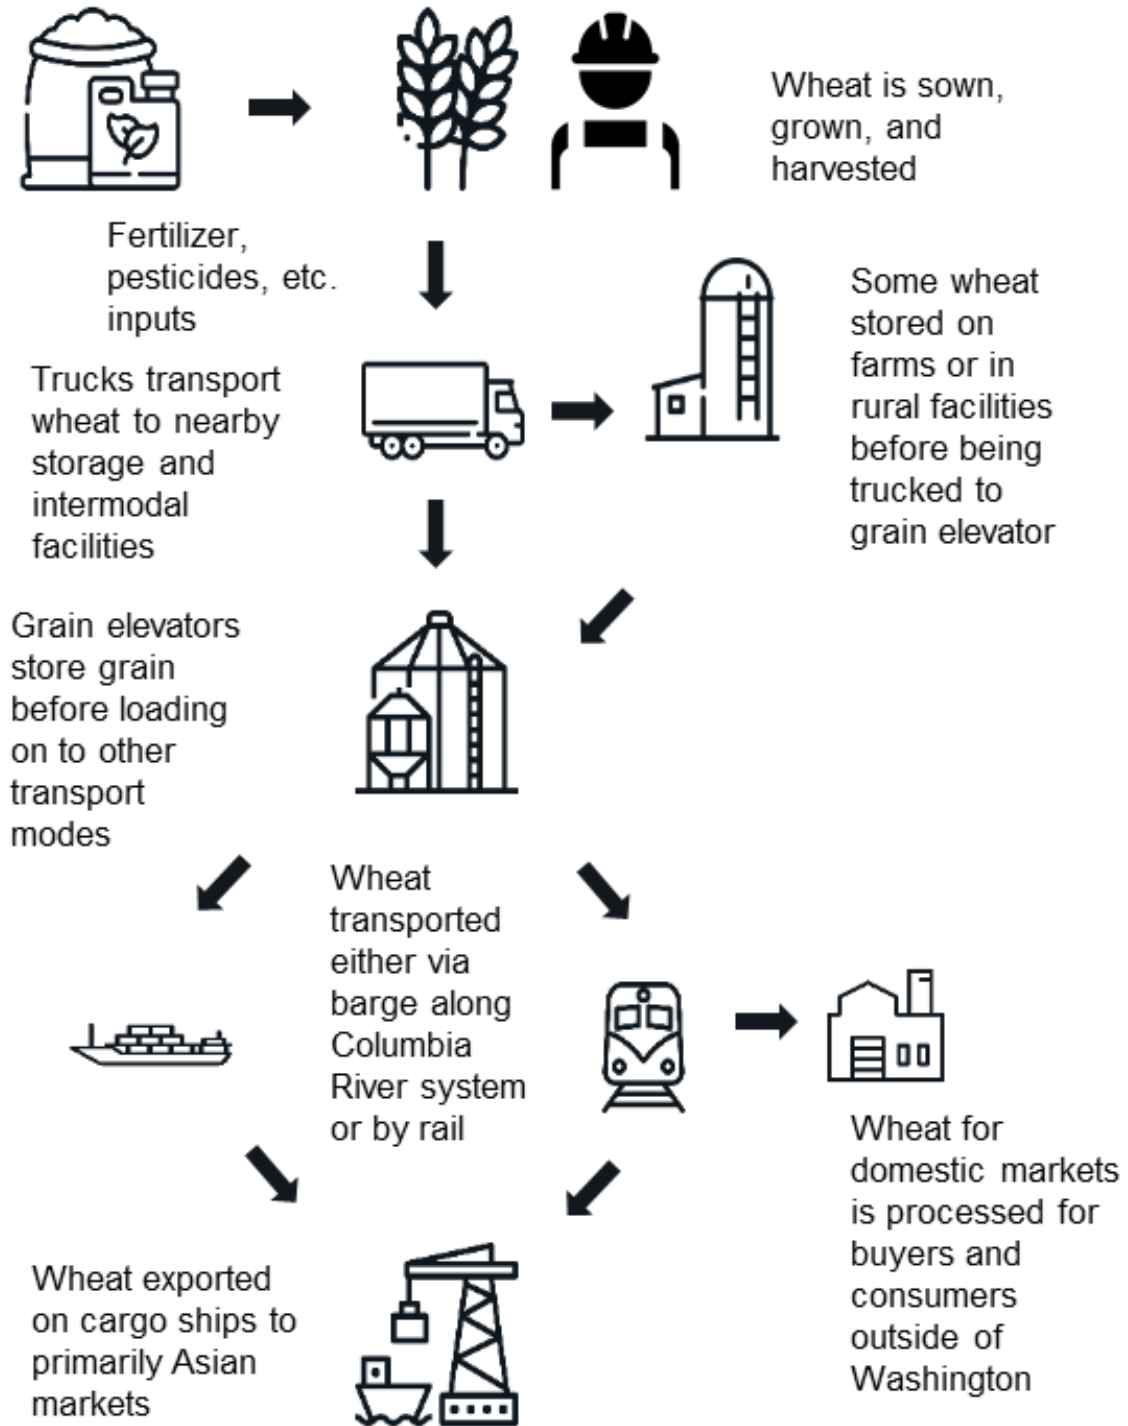 Wheat is sown,
grown, and
harvested
Fertilizer,
pesticides, etc.
inputs
Some wheat
stored on
farms or in
rural facilities
before being
trucked to
grain elevator
Trucks transport
wheat to nearby
storage and
intermodal
facilities
Grain elevators
store grain
before loading
on to other
transport
modes
Wheat
transported
either via
barge along
Columbia
River system
or by rail
Wheat for
domestic markets
is processed for
buyers and
consumers
outside of
Washington
Wheat exported
on cargo ships to
primarily Asian
markets